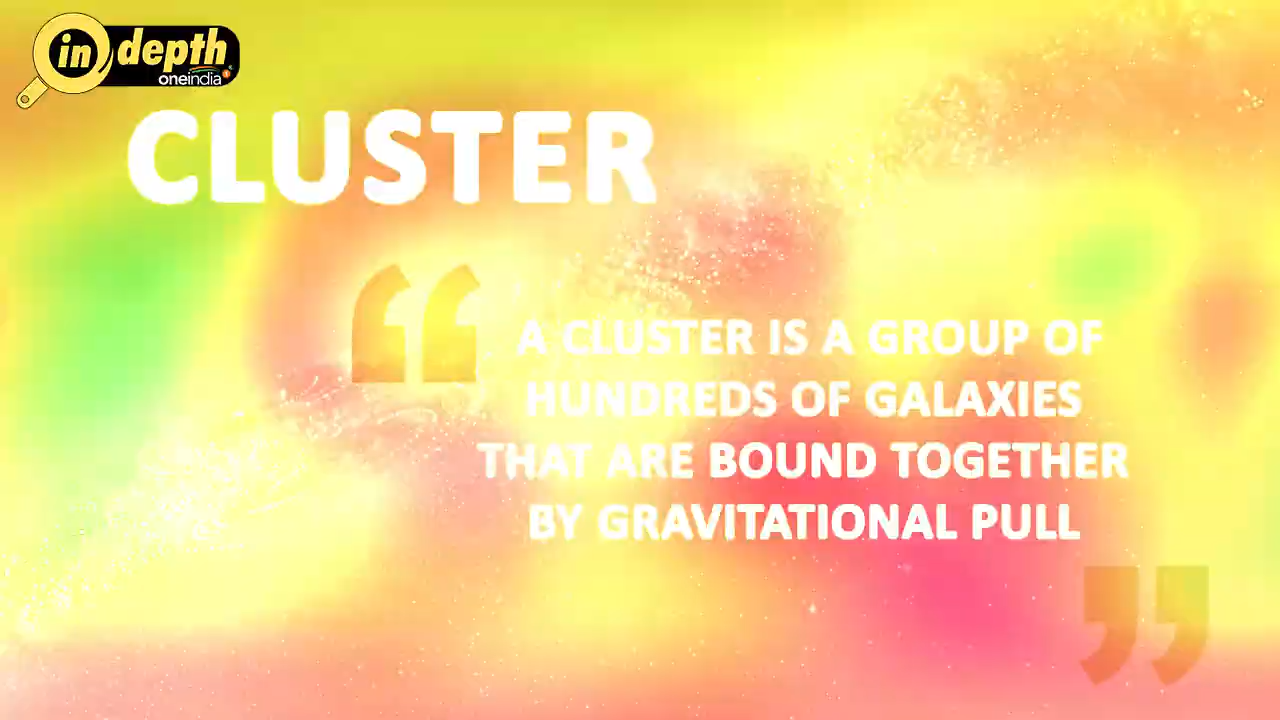 in depth
oneindia
CLUSTER
“
A CLUSTER IS A GROUP OF
HUNDREDS OF GALAXIES
THAT ARE BOUND TOGETHER
BY GRAVITATIONAL PULL
”